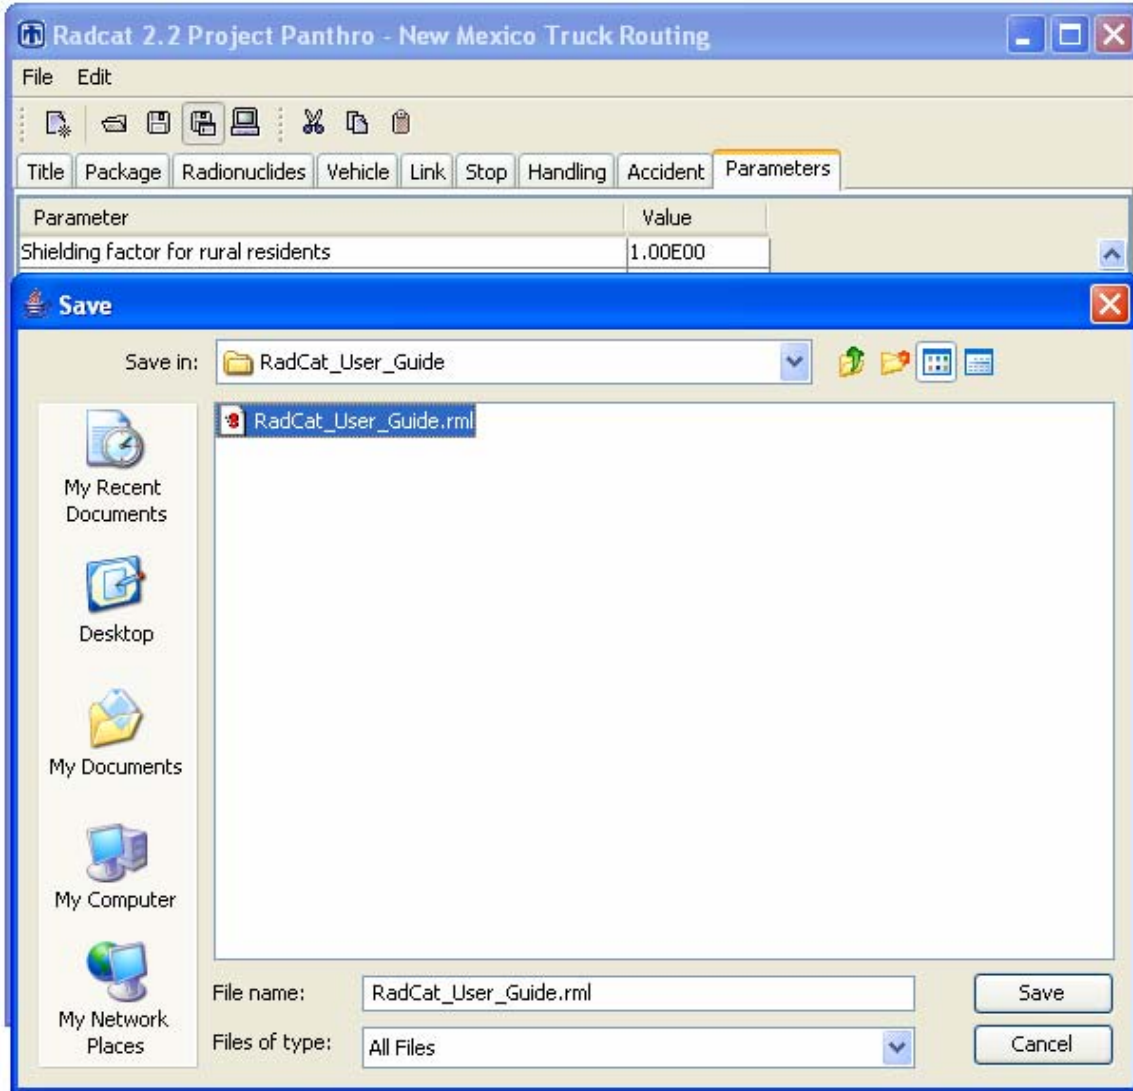 Radcat 2.2 Project Panthro - New Mexico Truck Routing
File Edit
Title Package Radionuclides Vehicle Link Stop Handling Accident Parameters
Parameter Value
Shielding factor for rural residents 1.00E00
Save
Save in: RadCat_User_Guide
RadCat_User_Guide.rml
My Recent
Documents
Desktop
My Documents
My Computer
My Network
Places
File name: RadCat_User_Guide.rml Save
Files of type: All Files Cancel